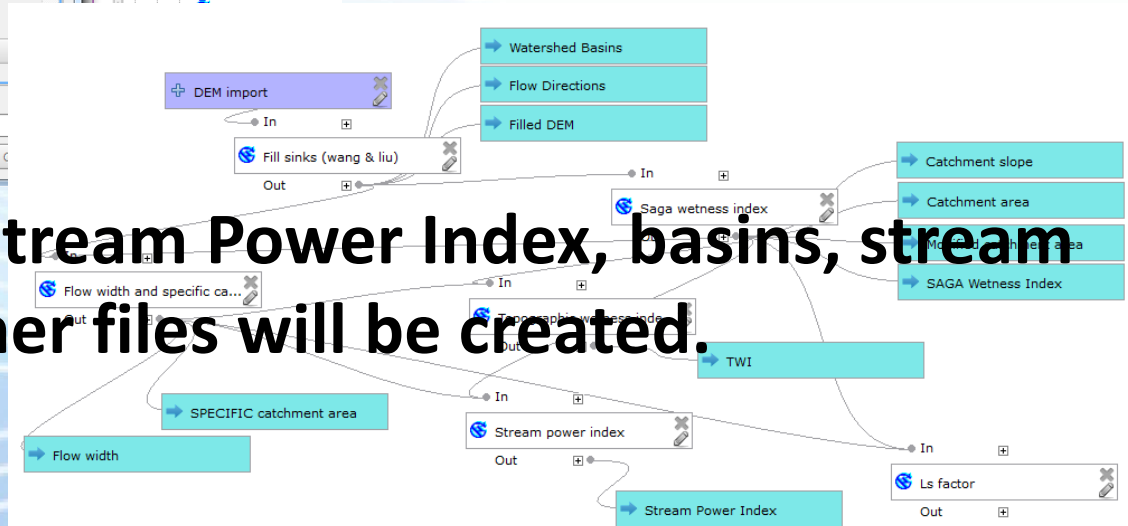 Watershed Basins
DEM import
Flow Directions
In
Filled DEM
Fill sinks (wang & liu)
Out
In
Catchment slope
Saga wetness index
Catchment area
Stream Power Index, basins, stream
area
SAGA Wetness Index
In
Flow width and specific ca...
Out
files will be created.
TWI
In
SPECIFIC catchment area
Stream power index
Flow width
Out
In
Ls factor
Stream Power Index
Out